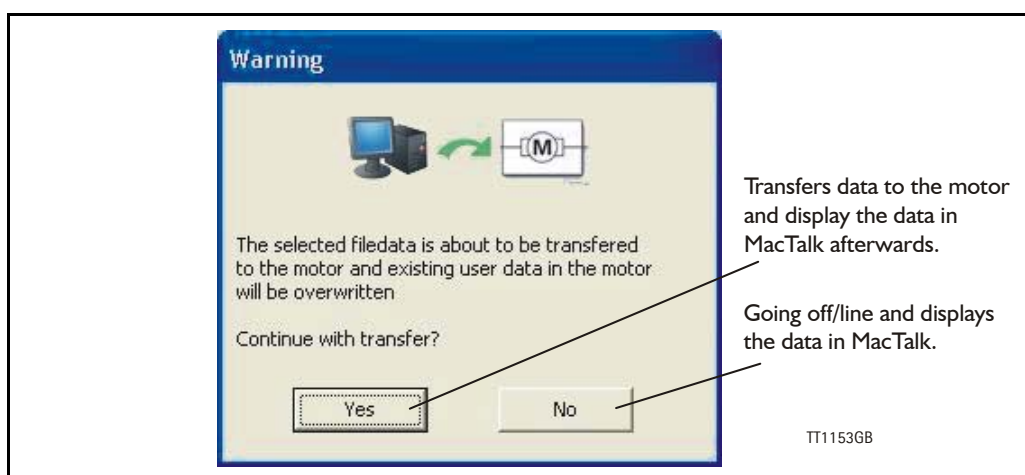 Warning
M
The selected filedata is about to be transfered
to the motor and existing user data in the motor
will be overwritten
Continue with transfer?
Yes
No
Transfers data to the motor
and display the data in
MacTalk afterwards.
Going off/line and displays
the data in MacTalk.
TT1153GB